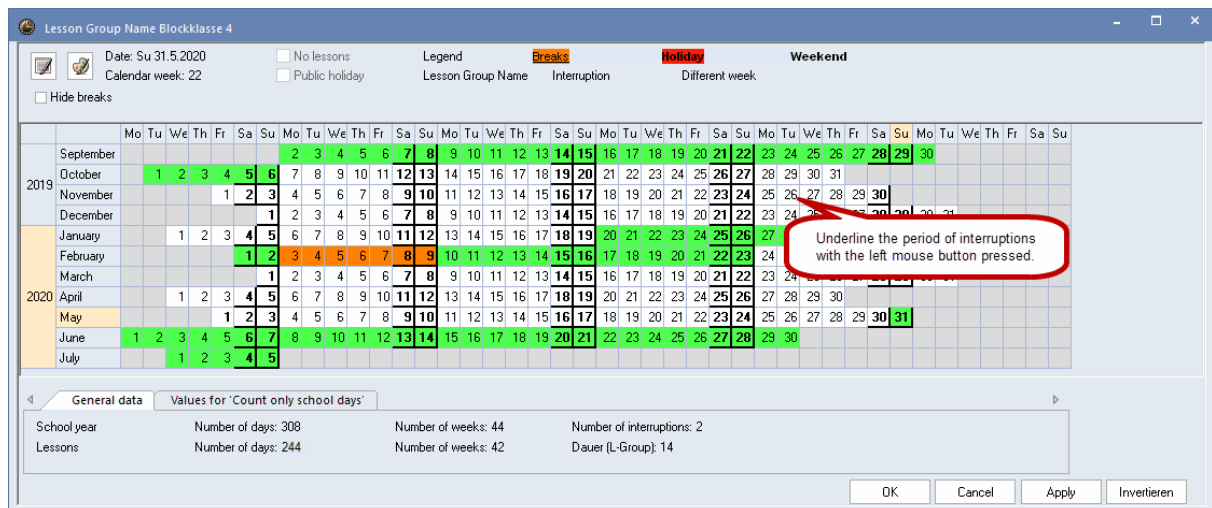 Lesson Group Name Blockklasse 4
Date: Su 31.5.2020 No lessons Legend Breaks Holiday Weekend
Calendar week: 22 Public holiday Lesson Group Name Interruption Different week
Hide breaks
Mo Tu We Th Fr Sa Su Mo Tu We Th Fr Sa Su Mo Tu We Th Fr Sa Su Mo Tu We Th Fr Sa Su Mo Tu We Th Fr Sa Su Mo Tu We Th Fr Sa Su
2019
September 2 3 4 5 6 7 8 9 10 11 12 13 14 15 16 17 18 19 20 21 22 23 24 25 26 27 28 29 30
October 1 2 3 4 5 6 7 8 9 10 11 12 13 14 15 16 17 18 19 20 21 22 23 24 25 26 27 28 29 30 31
November 1 2 3 4 5 6 7 8 9 10 11 12 13 14 15 16 17 18 19 20 21 22 23 24 25 26 27 28 29 30
December 1 2 3 4 5 6 7 8 9 10 11 12 13 14 15 16 17 18 19 20 21 22 23 24
2020
January 1 2 3 4 5 6 7 8 9 10 11 12 13 14 15 16 17 18 19 20 21 22 23 24 25 26 27
February 1 2 3 4 5 6 7 8 9 10 11 12 13 14 15 16 17 18 19 20 21 22 23 24
March 1 2 3 4 5 6 7 8 9 10 11 12 13 14 15 16 17 18 19 20 21 22 23 24
April 1 2 3 4 5 6 7 8 9 10 11 12 13 14 15 16 17 18 19 20 21 22 23 24 25 26 27 28 29 30
May 1 2 3 4 5 6 7 8 9 10 11 12 13 14 15 16 17 18 19 20 21 22 23 24 25 26 27 28 29 30 31
June 1 2 3 4 5 6 7 8 9 10 11 12 13 14 15 16 17 18 19 20 21 22 23 24 25 26 27 28 29 30
July 1 2 3 4 5
Underline the period of interruptions
with the left mouse button pressed.
General data Values for 'Count only school days'
School year Number of days: 308 Number of weeks: 44 Number of interruptions: 2
Lessons Number of days: 244 Number of weeks: 42 Dauer (L-Group): 14
OK Cancel Apply Invertieren